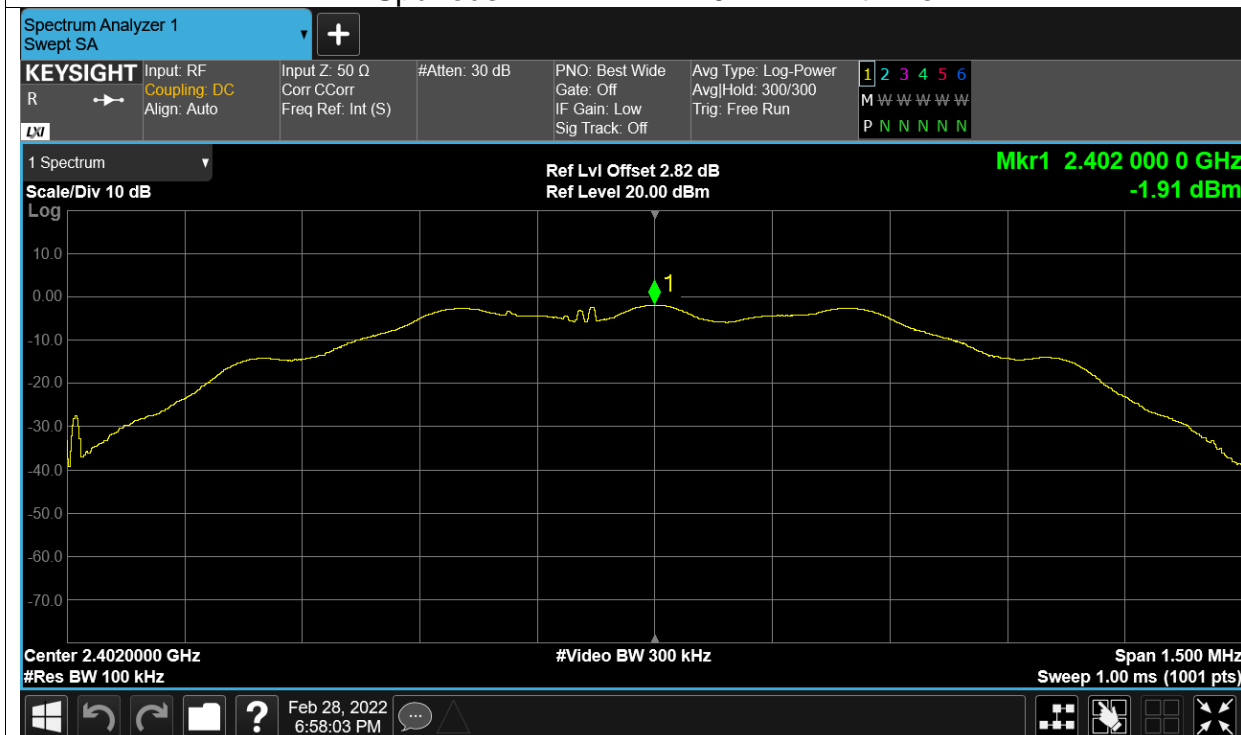 Spectrum Analyzer 1
Swept SA
KEYSIGHT
R
LXI
Input: RF
Coupling: DC
Align: Auto
Input Z: 50 Ω
Corr CCorr
Freq Ref: Int (S)
#Atten: 30 dB
PNO: Best Wide
Gate: Off
IF Gain: Low
Sig Track: Off
Avg Type: Log-Power
Avg|Hold: 300/300
Trig: Free Run
1 2 3 4 5 6
M W W W W W
P N N N N N
1 Spectrum
Scale/Div 10 dB
Log
Ref Lvl Offset 2.82 dB
Ref Level 20.00 dBm
Mkr1 2.402 000 0 GHz
-1.91 dBm
1
10.0
0.00
-10.0
-20.0
-30.0
-40.0
-50.0
-60.0
-70.0
Center 2.4020000 GHz
#Res BW 100 kHz
#Video BW 300 kHz
Span 1.500 MHz
Sweep 1.00 ms (1001 pts)
?
Feb 28, 2022
6:58:03 PM